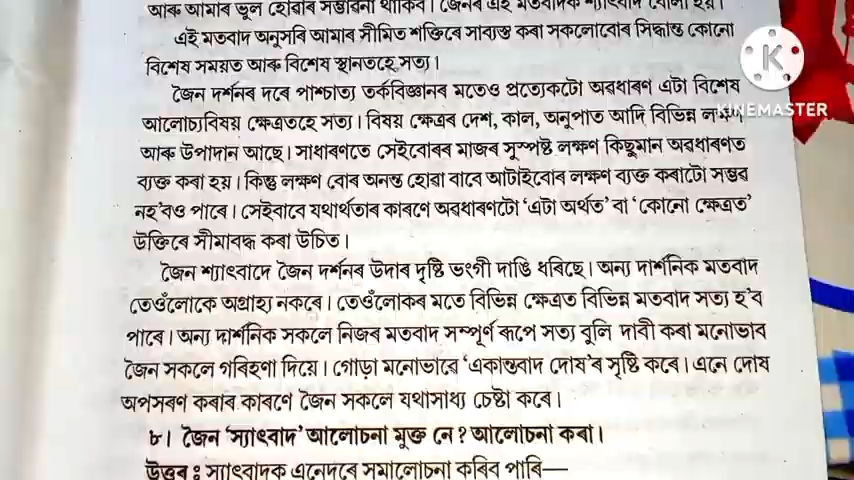 আৰু আমাৰ ভুল হোৱাৰ সম্ভাৱনা থাকিব। জৈনৰ এই মতবাদক শ্যাৎবাদ বোলা হয়।
এই মতবাদ অনুসৰি আমাৰ সীমিত শক্তিৰে সাব্যস্ত কৰা সকলোবোৰ সিদ্ধান্ত কোনো
বিশেষ সময়ত আৰু বিশেষ স্থানতহে সত্য।
জৈন দৰ্শনৰ দৰে পাশ্চাত্য তৰ্কবিজ্ঞানৰ মতেও প্ৰত্যেকটো অৱধাৰণ এটা বিশেষ
আলোচ্যবিষয় ক্ষেত্ৰতহে সত্য। বিষয় ক্ষেত্ৰৰ দেশ, কাল, অনুপাত আদি বিভিন্ন লক্ষণ
আৰু উপাদান আছে। সাধাৰণতে সেইবোৰৰ মাজৰ সুস্পষ্ট লক্ষণ কিছুমান অৱধাৰণত
ব্যক্ত কৰা হয়। কিন্তু লক্ষণ বোৰ অনন্ত হোৱা বাবে আটাইবোৰ লক্ষণ ব্যক্ত কৰাটো সম্ভৱ
নহ'বও পাৰে। সেইবাবে যথাৰ্থতাৰ কাৰণে অৱধাৰণটো ‘এটা অৰ্থত’ বা ‘কোনো ক্ষেত্ৰত’
উক্তিৰে সীমাবদ্ধ কৰা উচিত।
জৈন শ্যাৎবাদে জৈন দৰ্শনৰ উদাৰ দৃষ্টি ভংগী দাঙি ধৰিছে। অন্য দাৰ্শনিক মতবাদ
তেওঁলোকে অগ্ৰাহ্য নকৰে। তেওঁলোকৰ মতে বিভিন্ন ক্ষেত্ৰত বিভিন্ন মতবাদ সত্য হ'ব
পাৰে। অন্য দাৰ্শনিক সকলে নিজৰ মতবাদ সম্পূৰ্ণ ৰূপে সত্য বুলি দাবী কৰা মনোভাব
জৈন সকলে গৰিহণা দিয়ে। গোড়া মনোভাৱে ‘একান্তবাদ দোষ’ৰ সৃষ্টি কৰে। এনে দোষ
অপসৰণ কৰাৰ কাৰণে জৈন সকলে যথাসাধ্য চেষ্টা কৰে।
৮। জৈন ‘স্যাৎবাদ’ আলোচনা মুক্ত নে? আলোচনা কৰা।
উত্তৰ : স্যাৎবাদক এনেদৰে সমালোচনা কৰিব পাৰি—
K
KINEMASTER